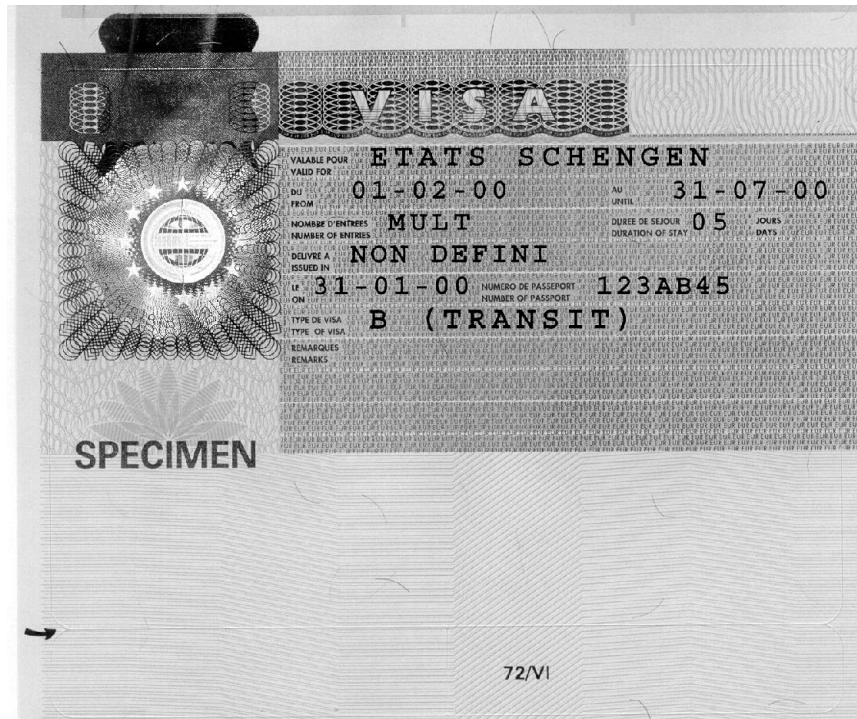 VISA
VALABLE POUR ETATS SCHENGEN
VALID FOR
DU 01-02-00 AU 31-07-00
FROM UNTIL
NOMBRE D'ENTREES MULT DUREE DE SEJOUR 05 JOURS
NUMBER OF ENTRIES DURATION OF STAY DAYS
DELIVRE A NON DEFINI
ISSUED IN
LE 31-01-00 NUMERO DE PASSEPORT 123AB45
ON NUMBER OF PASSPORT
TYPE DE VISA B (TRANSIT)
TYPE OF VISA
REMARQUES
REMARKS
SPECIMEN
72/VI